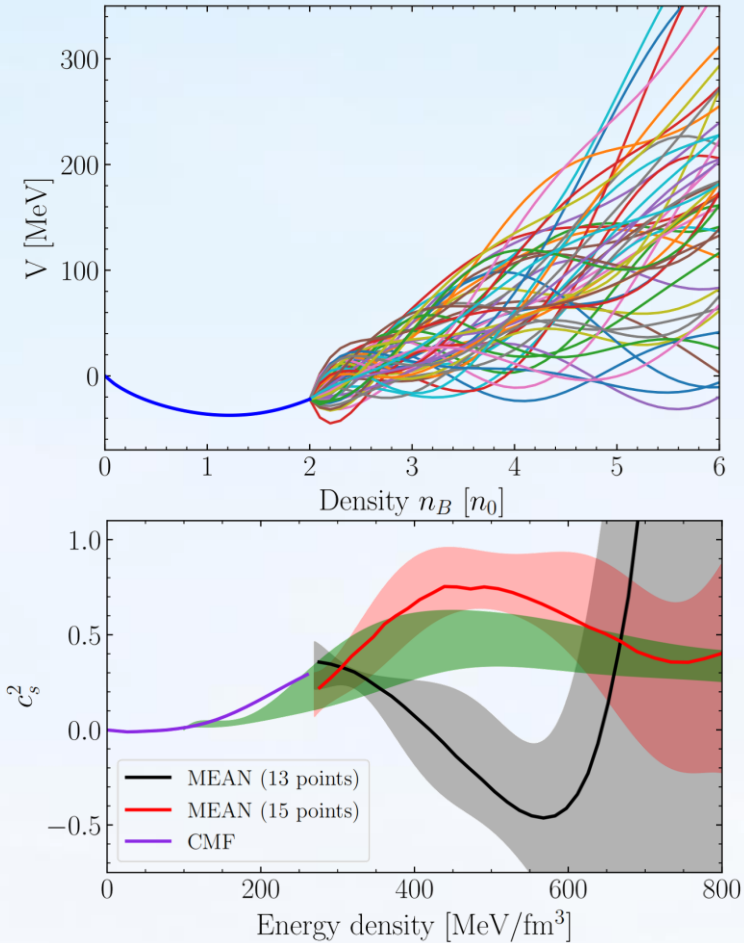 300
200
100
0
V [MeV]
0 1 2 3 4 5 6
Density n_B [n_0]
1.0
0.5
0.0
−0.5
c_s^2
MEAN (13 points)
MEAN (15 points)
CMF
0 200 400 600 800
Energy density [MeV/fm³]